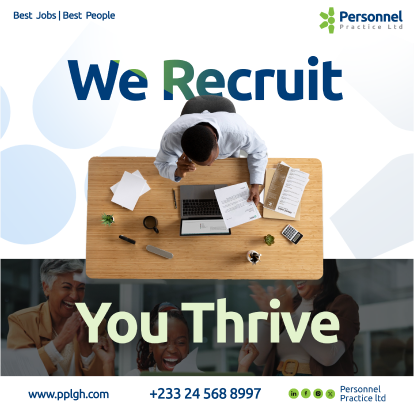 Best Jobs | Best People
Personnel
Practice Ltd
We Recruit
You Thrive
www.pplgh.com
+233 24 568 8997
Personnel
Practice ltd